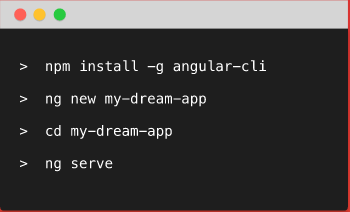 > npm install -g angular-cli
> ng new my-dream-app
> cd my-dream-app
> ng serve